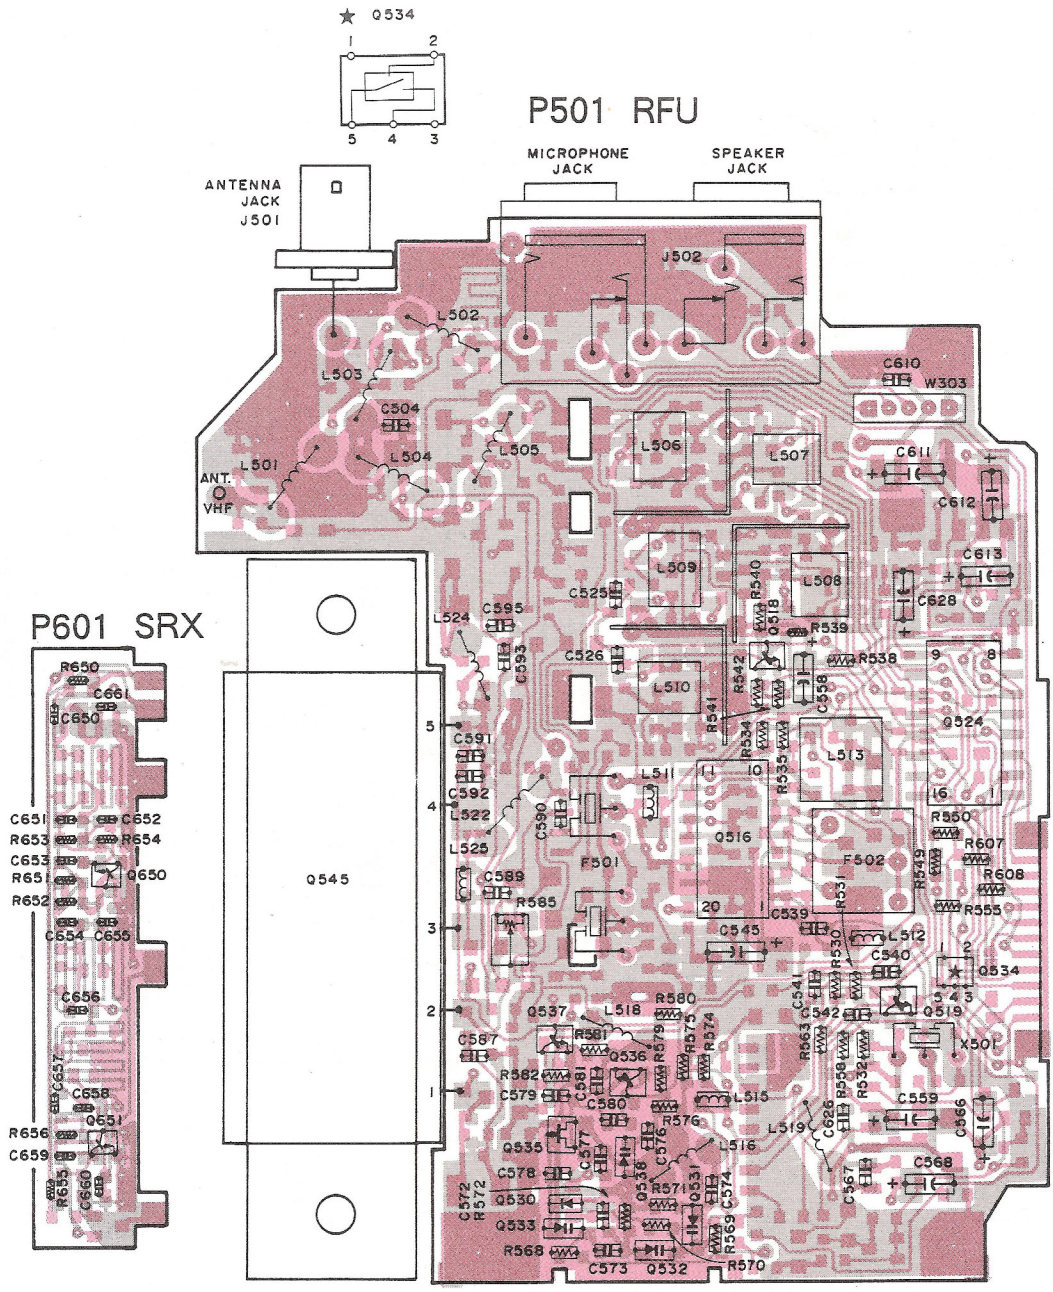 ★ Q534
1 2
5 4 3
P501 RFU
MICROPHONE
JACK
SPEAKER
JACK
ANTENNA
JACK
J501
J502
L502
L503
C504
L501
L504
L505
ANT.
VHF
L506
L507
C610
W303
C611
C612
C613
L509
L508
R540
Q518
C525
C628
P601 SRX
L524
C595
C593
C526
R539
R538
R542
C558
L510
R541
R534
R535
9 8
Q524
16 1
R650
C661
C650
5
C591
C592
4
L522
L525
C590
F501
L511
11 10
Q516
20 1
L513
F502
R531
R550
R549
R607
R608
R555
C651
C652
R653
R654
C653
R651
Q650
R652
C654
C655
Q545
C589
R585
3
C539
C545
L512
R530
C540
1 2
★
5 4 3
Q534
C541
C542
Q519
X501
C656
2
Q537
L518
R580
R581
Q536
R579
R575
R574
R563
R558
R532
C587
C657
C658
Q651
R656
C659
R655
C660
1
R582
C579
C581
C580
L515
R576
L519
C626
C559
C566
Q535
C577
C576
L516
C578
Q538
C567
C568
C572
R572
Q530
Q533
R568
R571
Q531
C574
R569
C573
Q532
R570